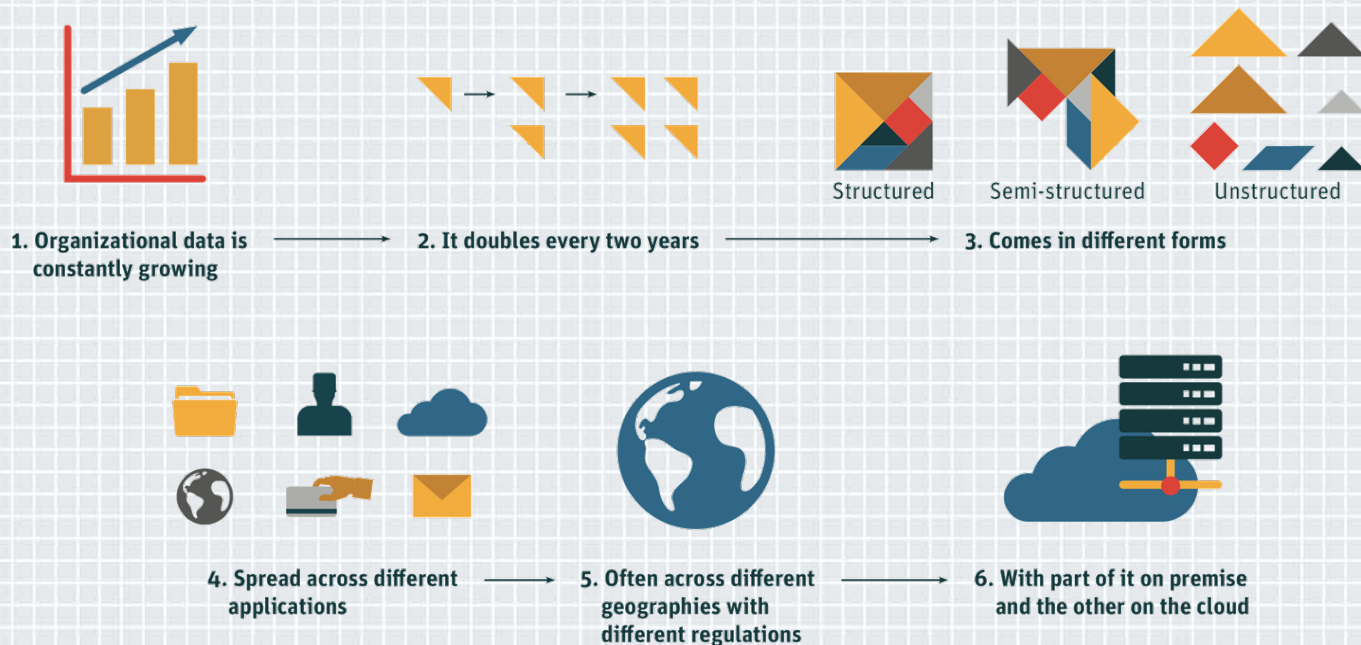 Structured
Semi-structured
Unstructured
1. Organizational data is
constantly growing
2. It doubles every two years
3. Comes in different forms
4. Spread across different
applications
5. Often across different
geographies with
different regulations
6. With part of it on premise
and the other on the cloud